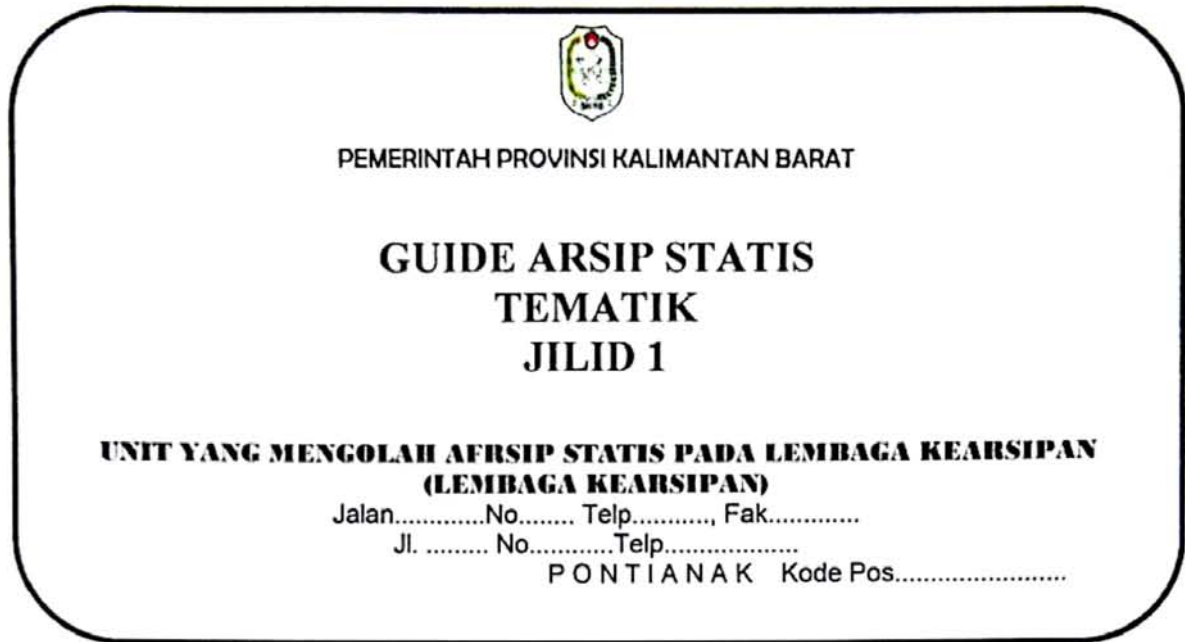 PEMERINTAH PROVINSI KALIMANTAN BARAT
GUIDE ARSIP STATIS
TEMATIK
JILID 1
UNIT YANG MENGOLAH AFRSIP STATIS PADA LEMBAGA KEARSIPAN
(LEMBAGA KEARSIPAN)
Jalan.............No........ Telp..........., Fak.............
Jl. ......... No............Telp...................
P O N T I A N A K Kode Pos........................